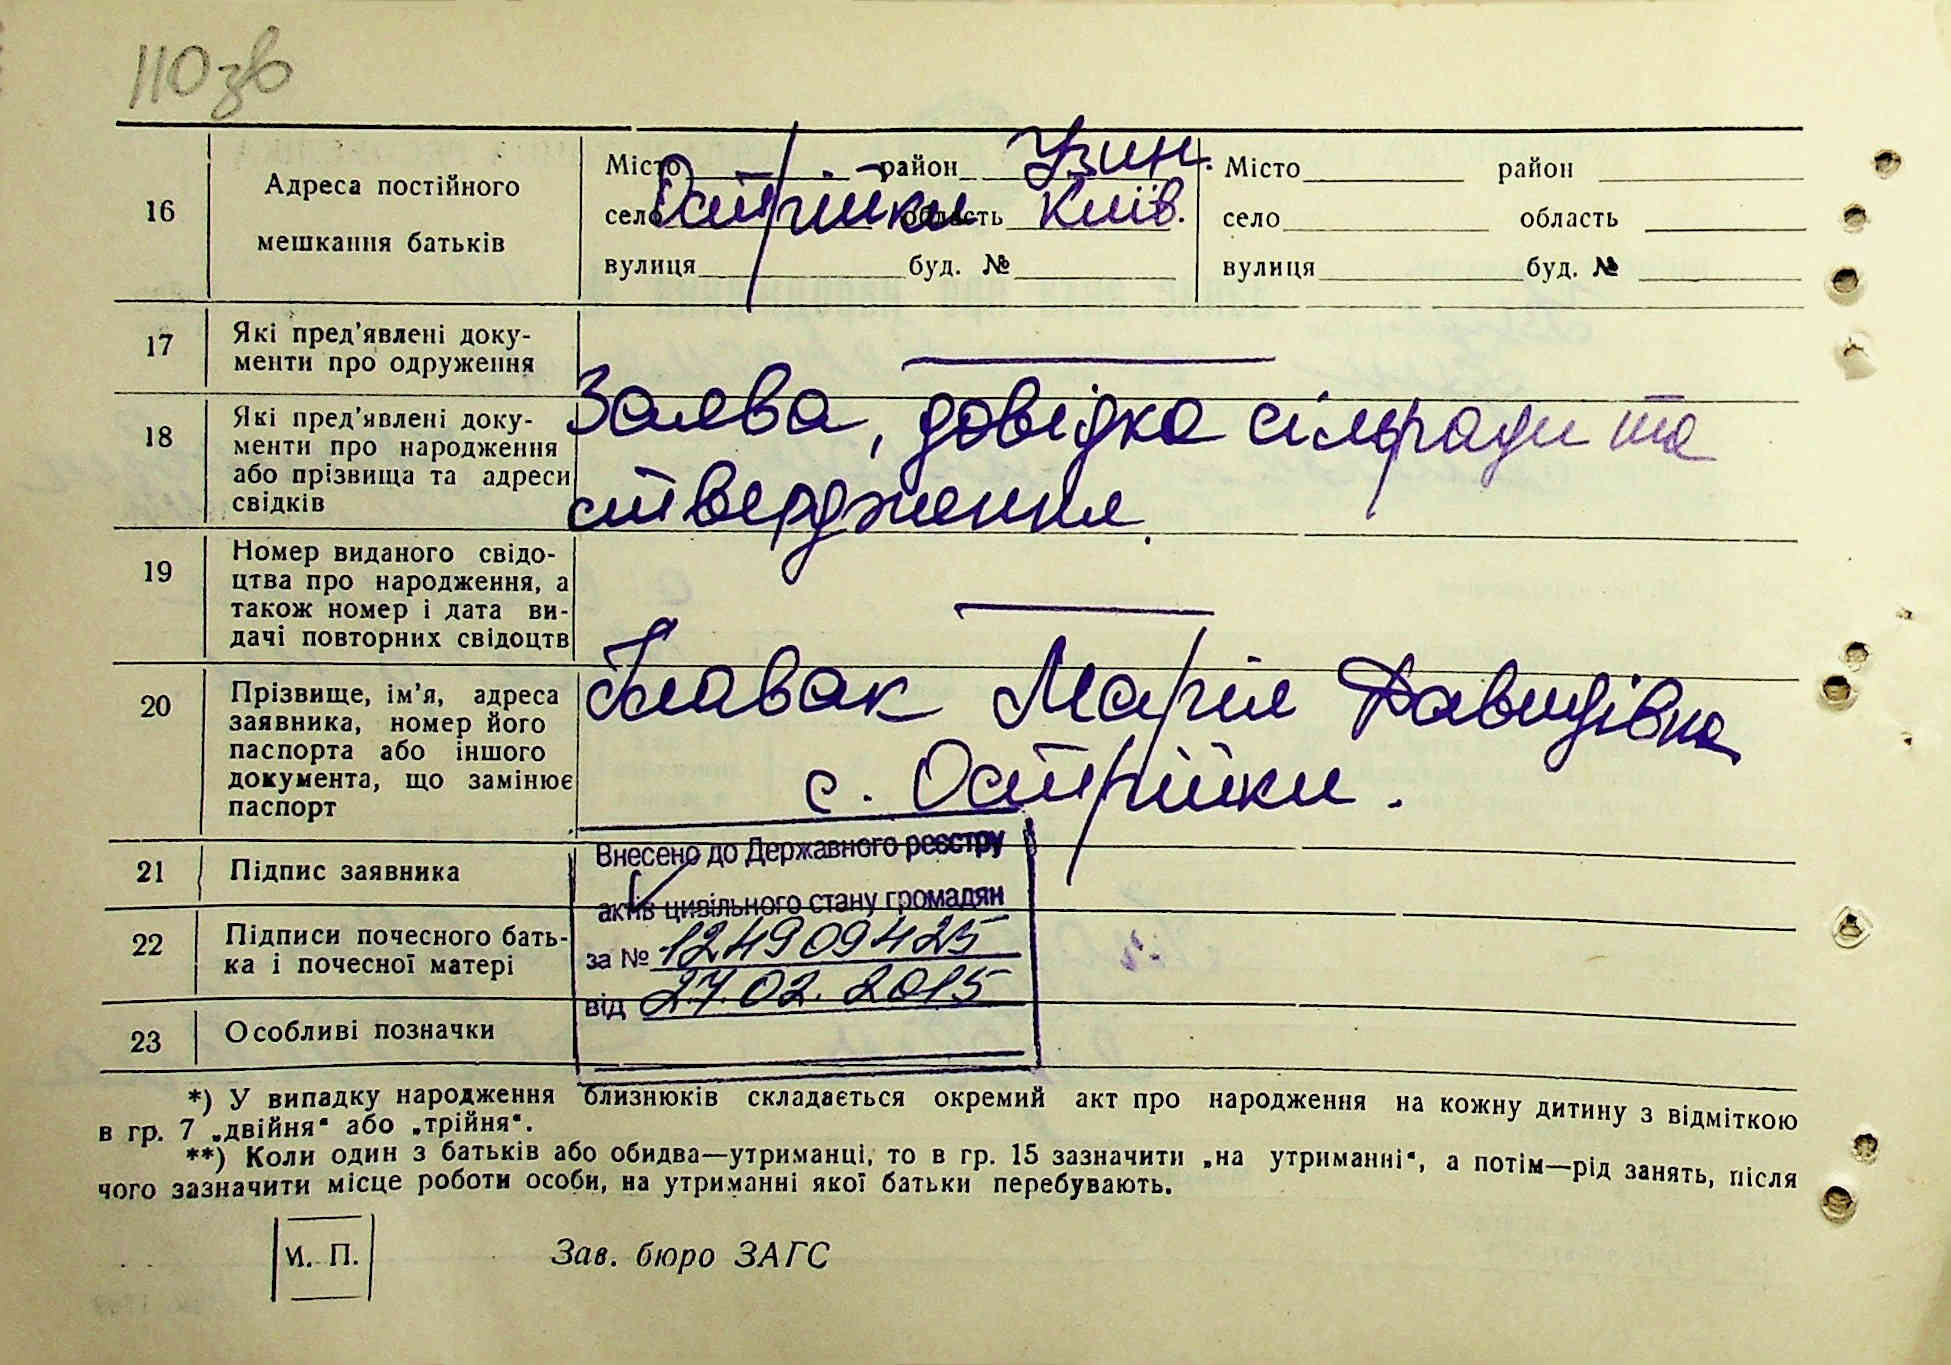 110 зв
16 Адреса постійного мешкання батьків
Місто район Узин. Місто район
село Острійки область Київ. село область
вулиця буд. № вулиця буд. №
17 Які пред'явлені доку-
менти про одруження
18 Які пред'явлені доку-
менти про народження
або прізвища та адреси
свідків
Заява, довідка сільради та
ствердження.
19 Номер виданого свідо-
цтва про народження, а
також номер і дата ви-
дачі повторних свідоцтв
20 Прізвище, ім'я, адреса
заявника, номер його
паспорта або іншого
документа, що замінює
паспорт
Марія Давидівна
с. Острійки.
21 Підпис заявника
22 Підписи почесного бать-
ка і почесної матері
23 Особливі позначки
Внесено до Державного реєстру
актів цивільного стану громадян
за № 124909425
від 27.02.2015
*) У випадку народження близнюків складається окремий акт про народження на кожну дитину з відміткою
в гр. 7 „двійня“ або „трійня“.
**) Коли один з батьків або обидва—утриманці, то в гр. 15 зазначити „на утриманні“, а потім—рід занять, після
чого зазначити місце роботи особи, на утриманні якої батьки перебувають.
М. П. Зав. бюро ЗАГС